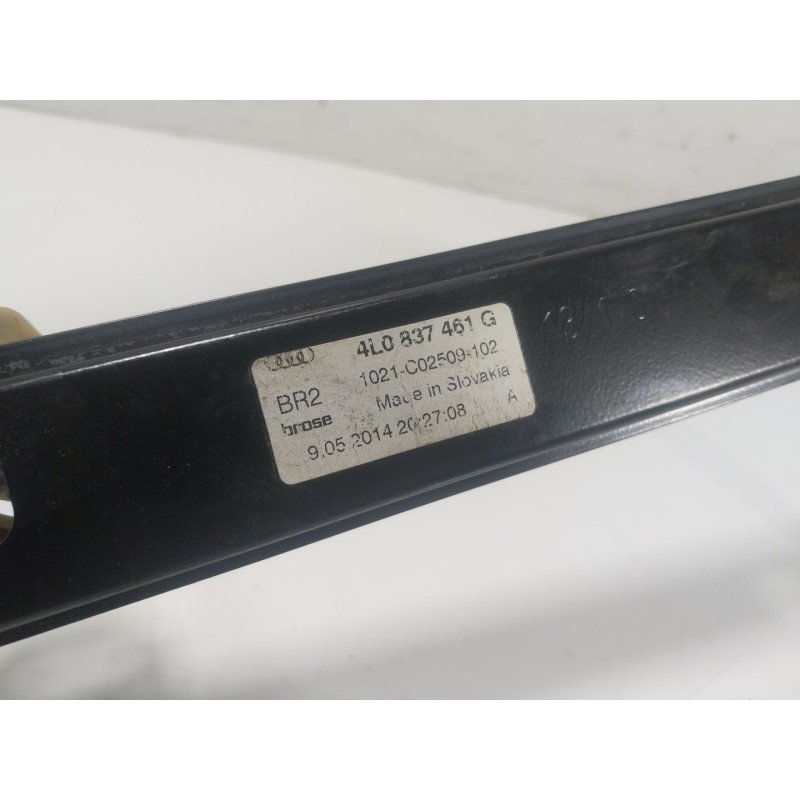 4L0 837 461 G
BR2 1021-C02509-102
brose Made in Slovakia
9.05.2014 20:27:08 A